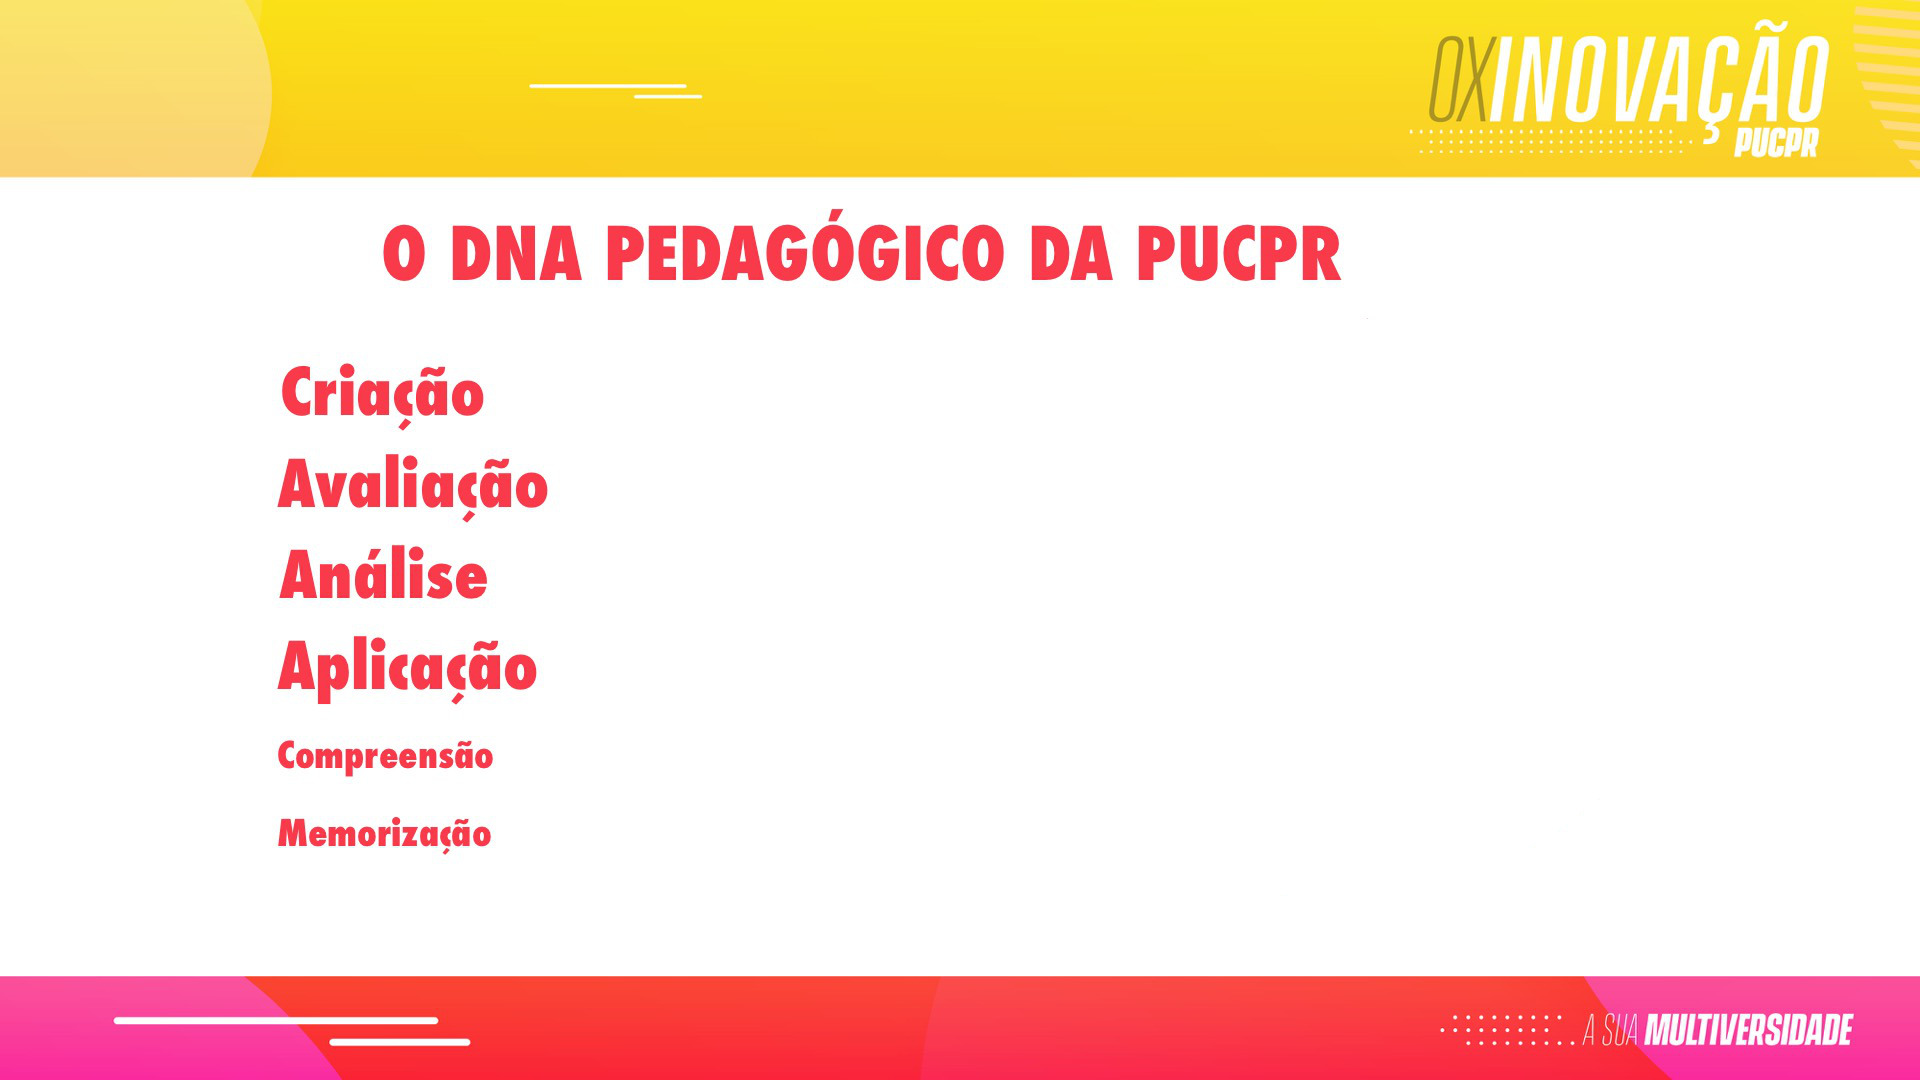 OXINOVAÇÃO
PUCPR
O DNA PEDAGÓGICO DA PUCPR
Criação
Avaliação
Análise
Aplicação
Compreensão
Memorização
A SUA MULTIVERSIDADE